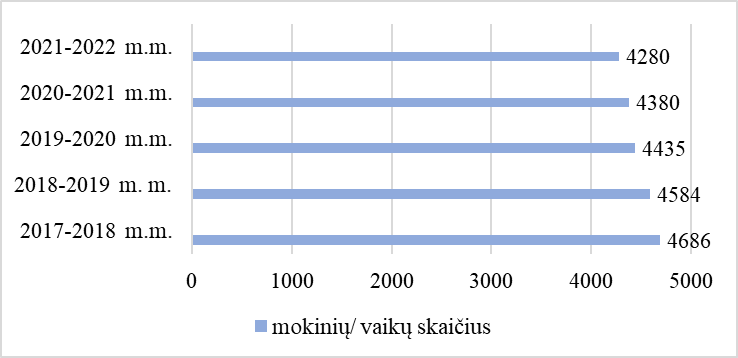 2021-2022 m.m.
4280
2020-2021 m.m.
4380
2019-2020 m.m.
4435
2018-2019 m. m.
4584
2017-2018 m.m.
4686
0 1000 2000 3000 4000 5000
mokinių/ vaikų skaičius